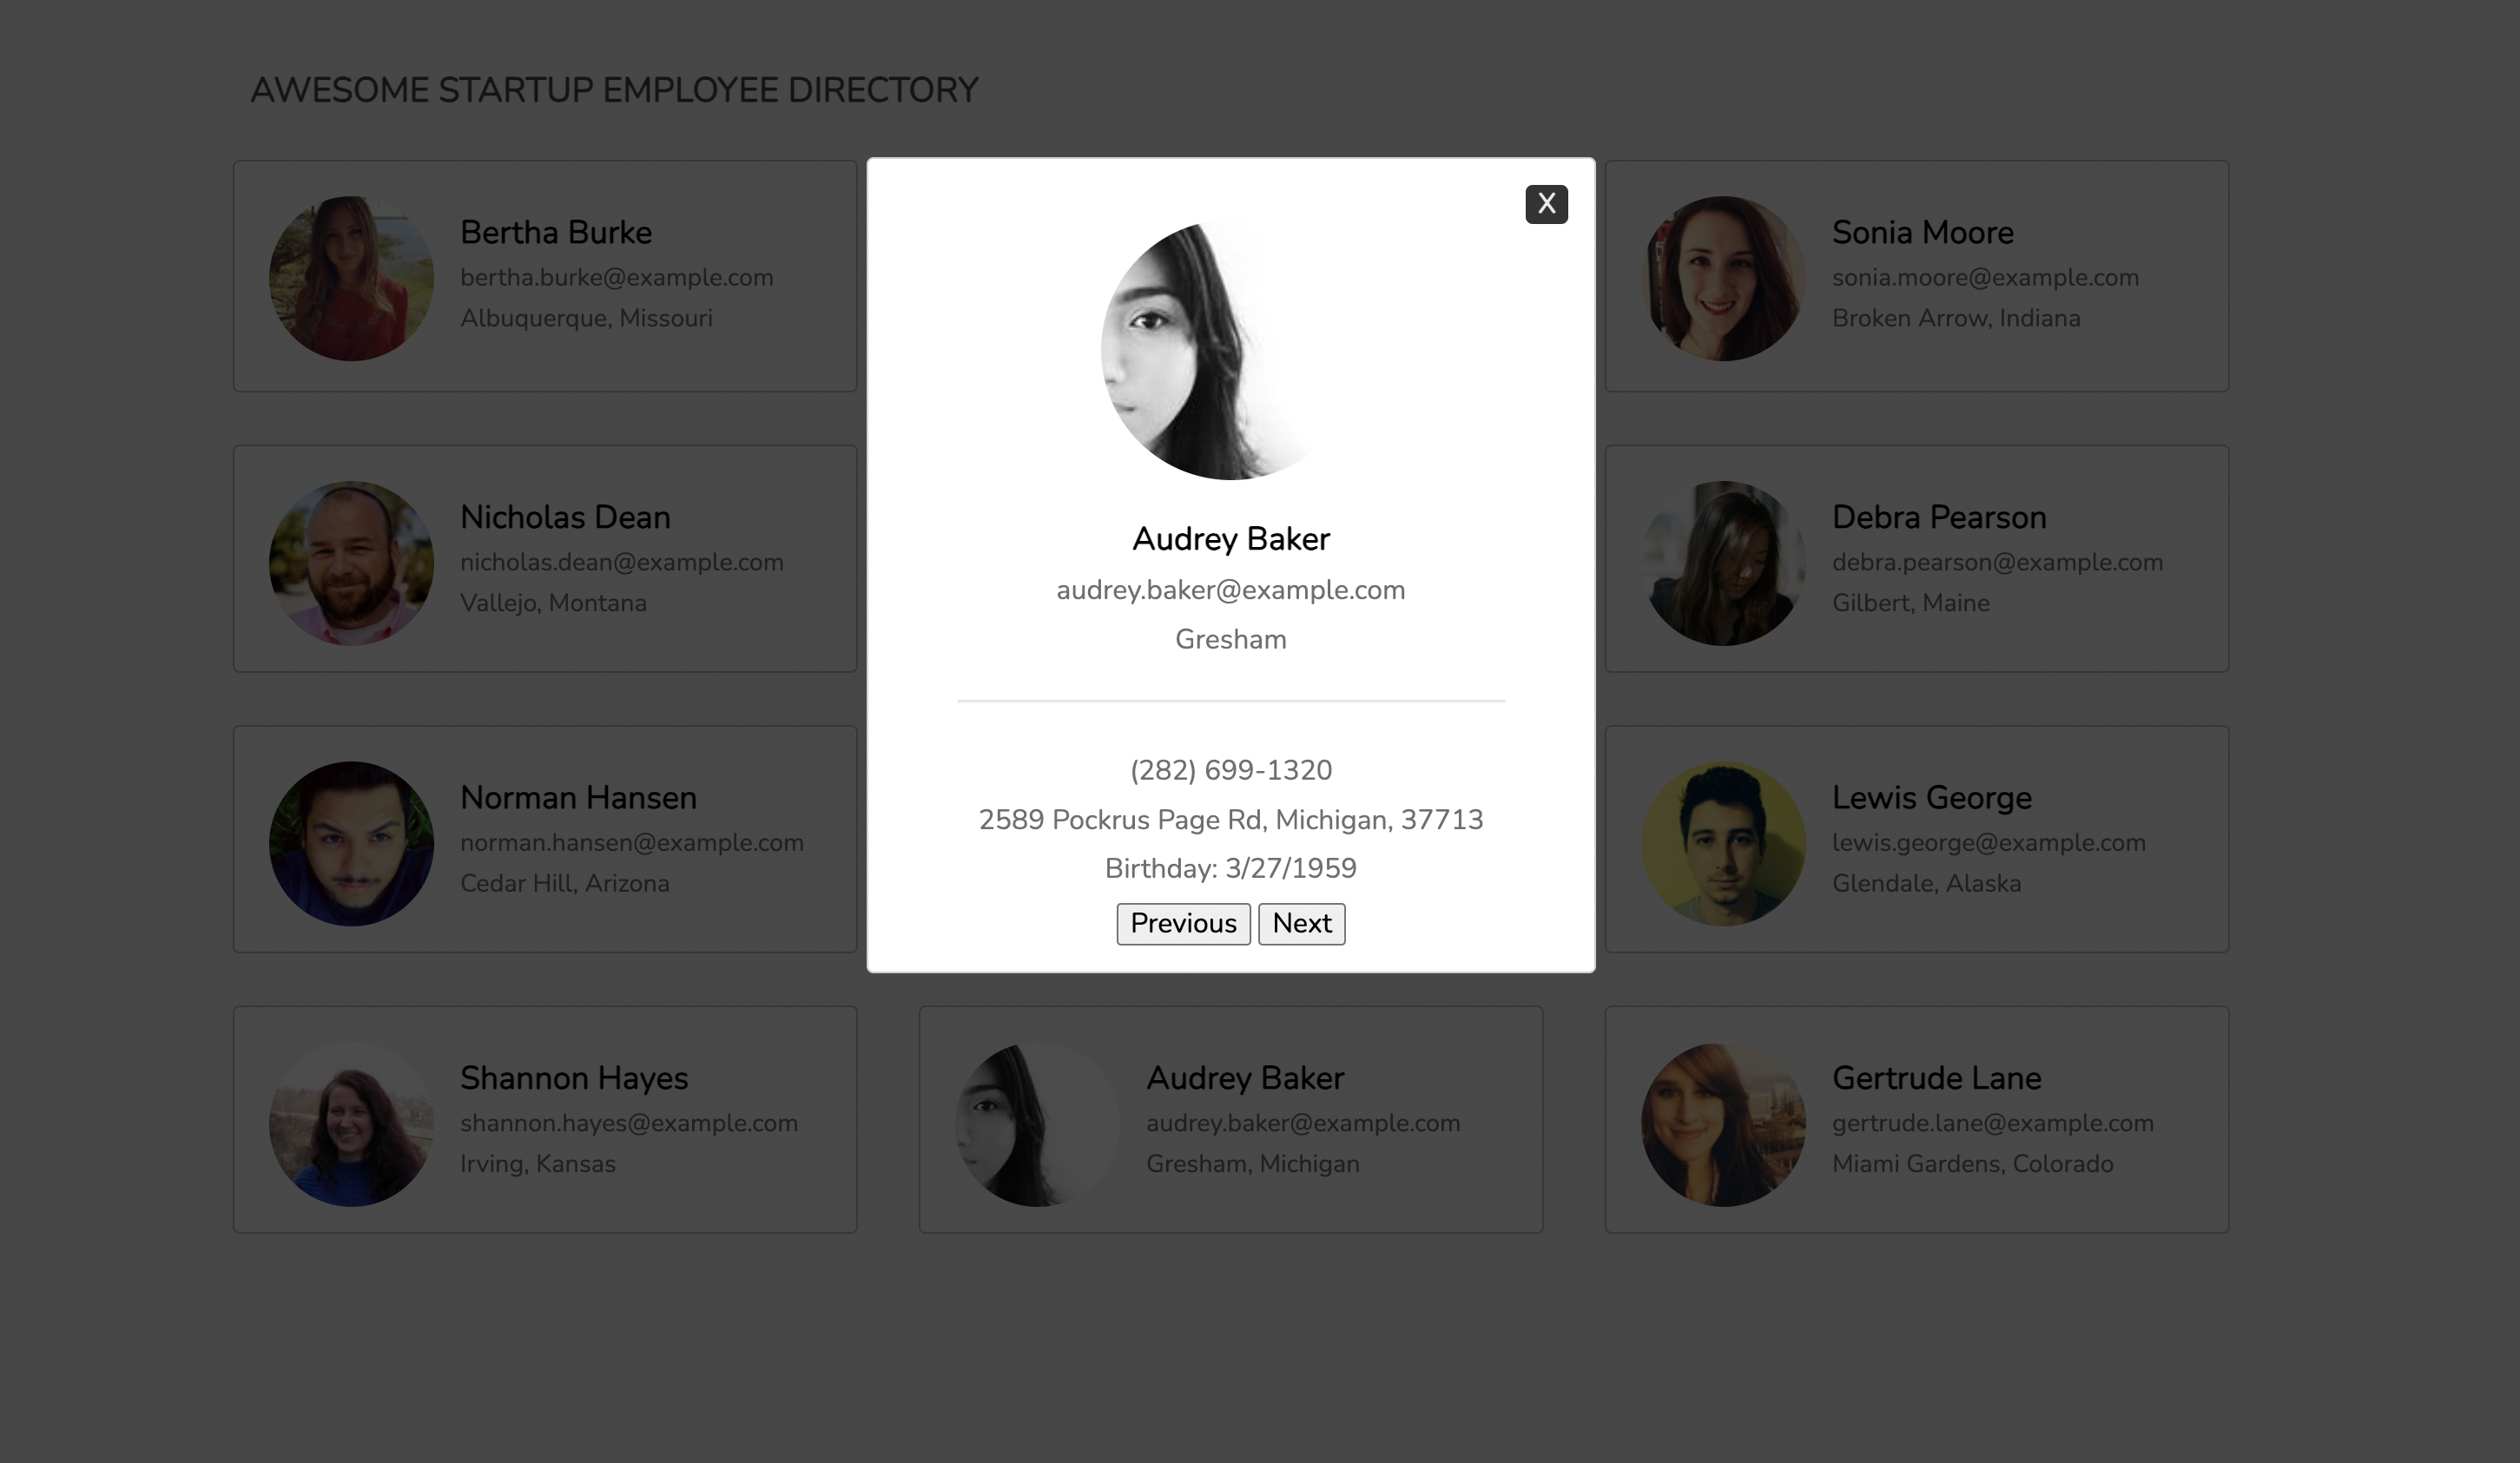 AWESOME STARTUP EMPLOYEE DIRECTORY
Bertha Burke
bertha.burke@example.com
Albuquerque, Missouri
Sonia Moore
sonia.moore@example.com
Broken Arrow, Indiana
Nicholas Dean
nicholas.dean@example.com
Vallejo, Montana
Debra Pearson
debra.pearson@example.com
Gilbert, Maine
Norman Hansen
norman.hansen@example.com
Cedar Hill, Arizona
Lewis George
lewis.george@example.com
Glendale, Alaska
Shannon Hayes
shannon.hayes@example.com
Irving, Kansas
Audrey Baker
audrey.baker@example.com
Gresham, Michigan
Gertrude Lane
gertrude.lane@example.com
Miami Gardens, Colorado
X
Audrey Baker
audrey.baker@example.com
Gresham
(282) 699-1320
2589 Pockrus Page Rd, Michigan, 37713
Birthday: 3/27/1959
Previous Next